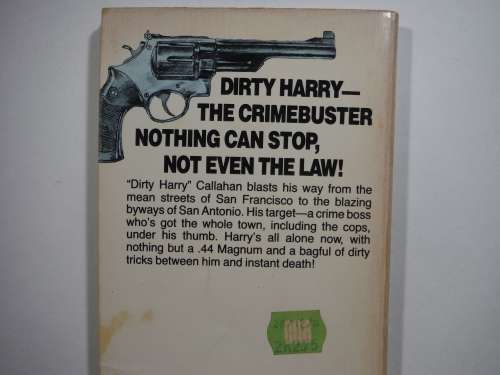 DIRTY HARRY—
THE CRIMEBUSTER
NOTHING CAN STOP,
NOT EVEN THE LAW!
"Dirty Harry" Callahan blasts his way from the
mean streets of San Francisco to the blazing
byways of San Antonio. His target—a crime boss
who's got the whole town, including the cops,
under his thumb. Harry's all alone now, with
nothing but a .44 Magnum and a bagful of dirty
tricks between him and instant death!